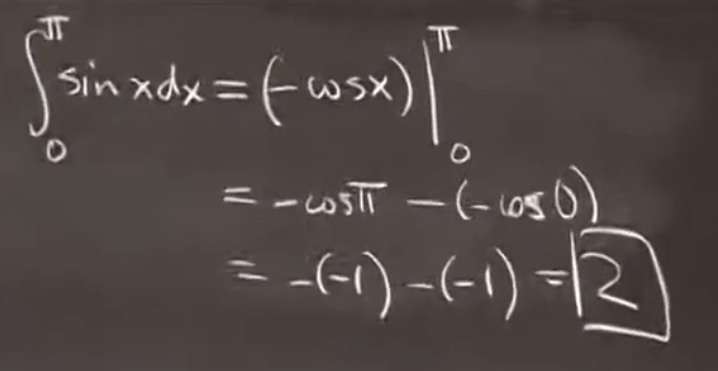 ∫₀^π sin x dx = (-cos x) |₀^π
= -cos π - (-cos 0)
= -(-1) - (-1) = 2